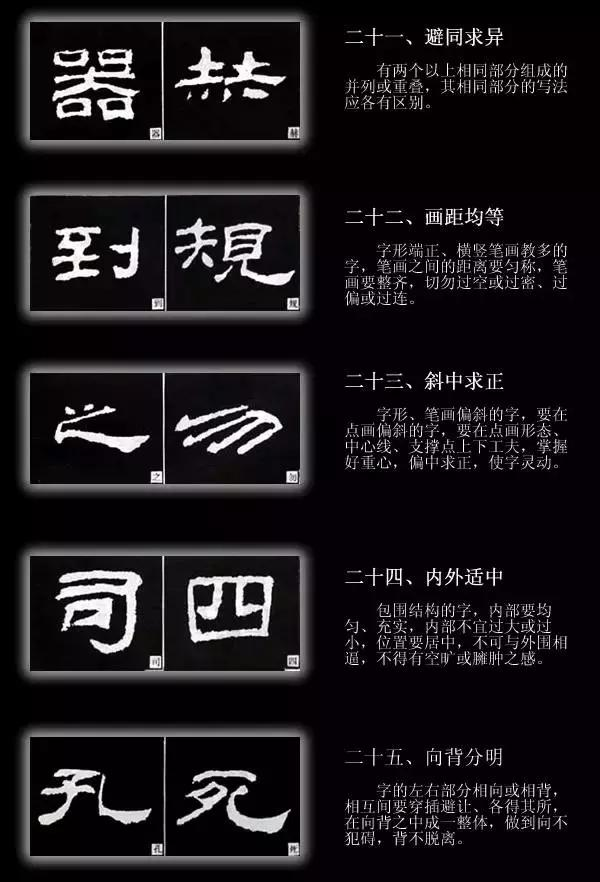 器 赫
器 赫
二十一、避同求异
有两个以上相同部分组成的
并列或重叠，其相同部分的写法
应各有区别。
到 規
到 规
二十二、画距均等
字形端正、横竖笔画教多的
字，笔画之间的距离要匀称，笔
画要整齐，切勿过空或过密、过
偏或过连。
之 勿
之 勿
二十三、斜中求正
字形、笔画偏斜的字，要在
点画偏斜的字，要在点画形态、
中心线、支撑点上下工夫，掌握
好重心，偏中求正，使字灵动。
司 四
司 四
二十四、内外适中
包围结构的字，内部要均
匀、充实，内部不宜过大或过
小，位置要居中，不可与外围相
逼，不得有空旷或臃肿之感。
孔 死
孔 死
二十五、向背分明
字的左右部分相向或相背，
相互间要穿插避让、各得其所，
在向背之中成一整体，做到向不
犯碍，背不脱离。